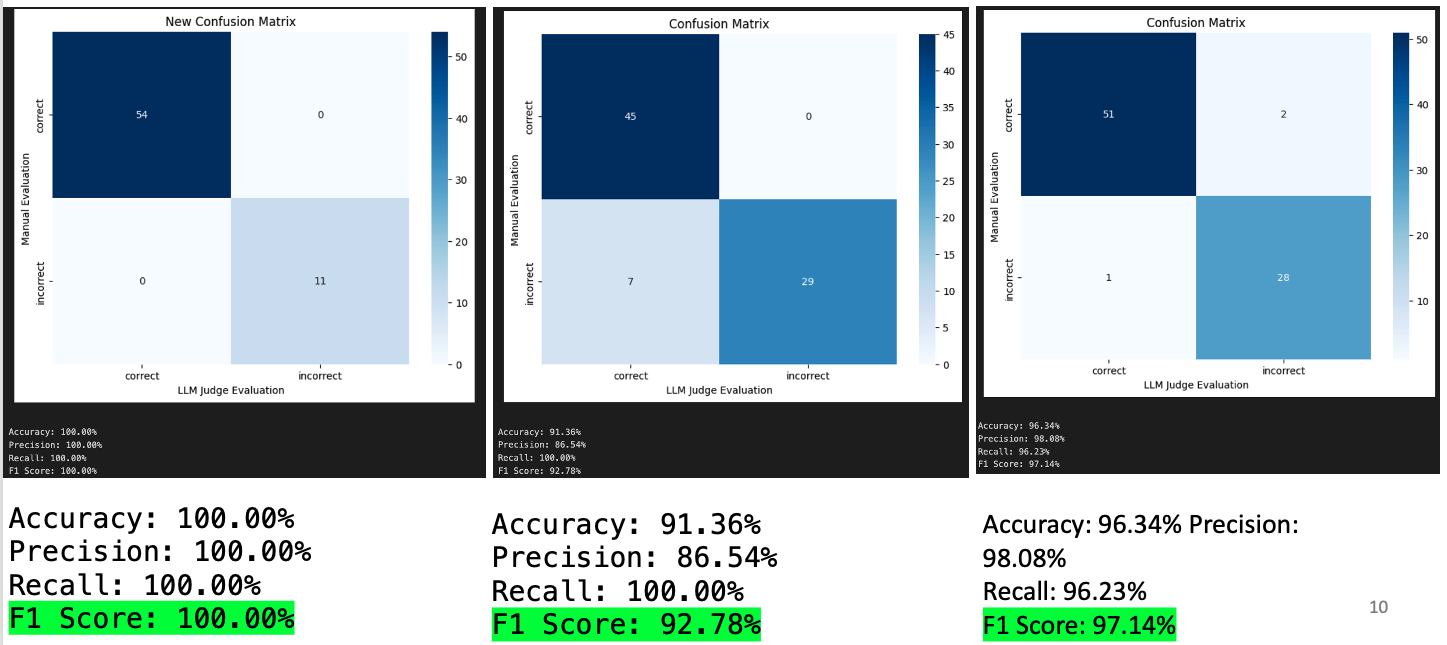 New Confusion Matrix
correct
incorrect
Manual Evaluation
54
0
0
11
50
40
30
20
10
0
correct
incorrect
LLM Judge Evaluation
Accuracy: 100.00%
Precision: 100.00%
Recall: 100.00%
F1 Score: 100.00%
Confusion Matrix
correct
incorrect
Manual Evaluation
45
0
7
29
45
40
35
30
25
20
15
10
5
0
correct
incorrect
LLM Judge Evaluation
Accuracy: 91.36%
Precision: 86.54%
Recall: 100.00%
F1 Score: 92.78%
Confusion Matrix
correct
incorrect
Manual Evaluation
51
2
1
28
50
40
30
20
10
correct
incorrect
LLM Judge Evaluation
Accuracy: 96.34%
Precision: 98.08%
Recall: 96.23%
F1 Score: 97.14%
Accuracy: 100.00%
Precision: 100.00%
Recall: 100.00%
F1 Score: 100.00%
Accuracy: 91.36%
Precision: 86.54%
Recall: 100.00%
F1 Score: 92.78%
Accuracy: 96.34% Precision:
98.08%
Recall: 96.23%
F1 Score: 97.14%
10